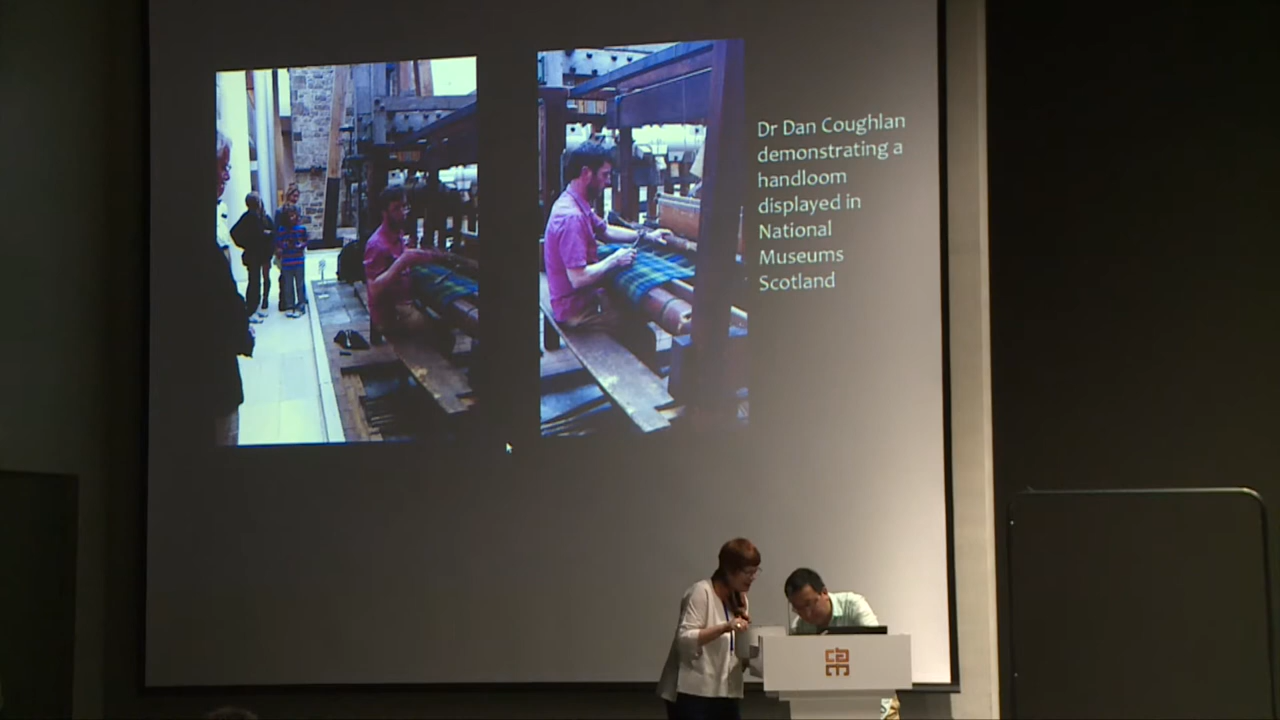 Dr Dan Coughlan
demonstrating a
handloom
displayed in
National
Museums
Scotland